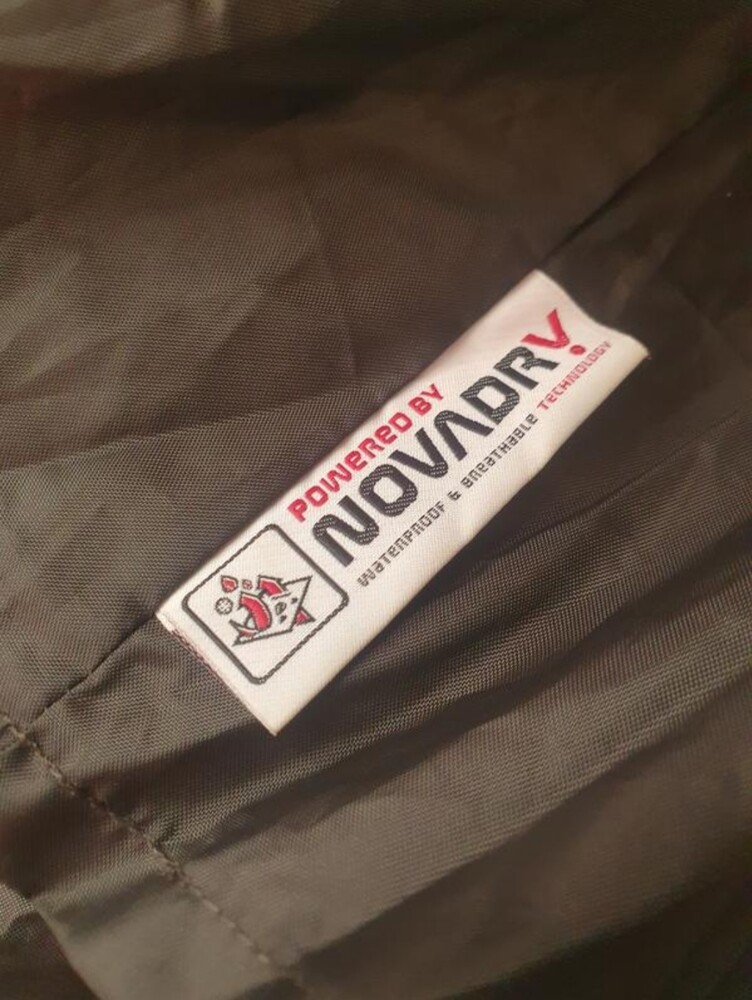 POWERED BY
NOVADRY
WATERPROOF & BREATHABLE TECHNOLOGY